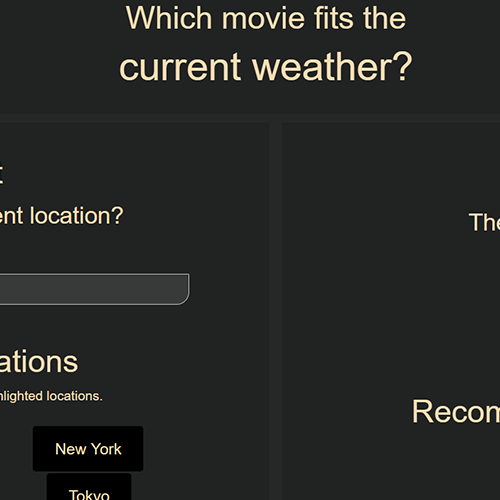 Which movie fits the
current weather?
ent location?
The
ations
hlighted locations.
Recom
New York
Tokyo